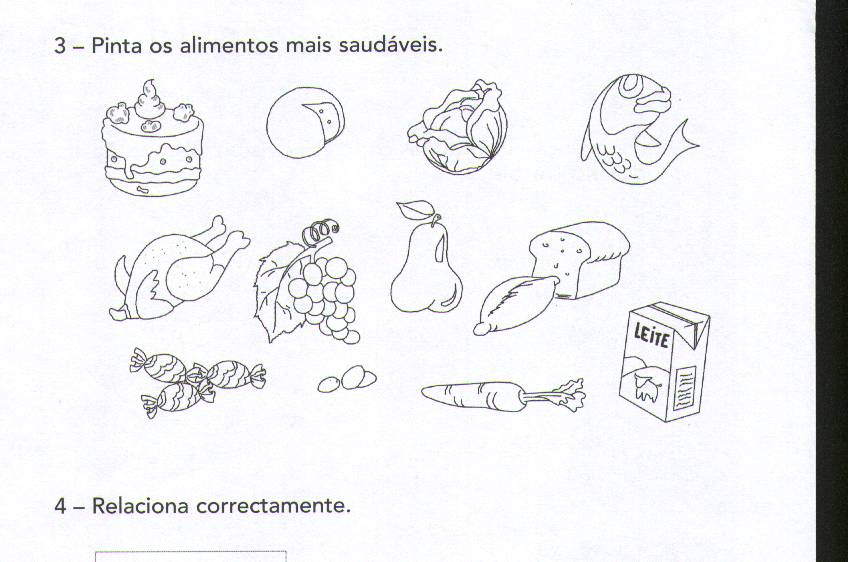 3 – Pinta os alimentos mais saudáveis.
LEiTE
4 – Relaciona correctamente.